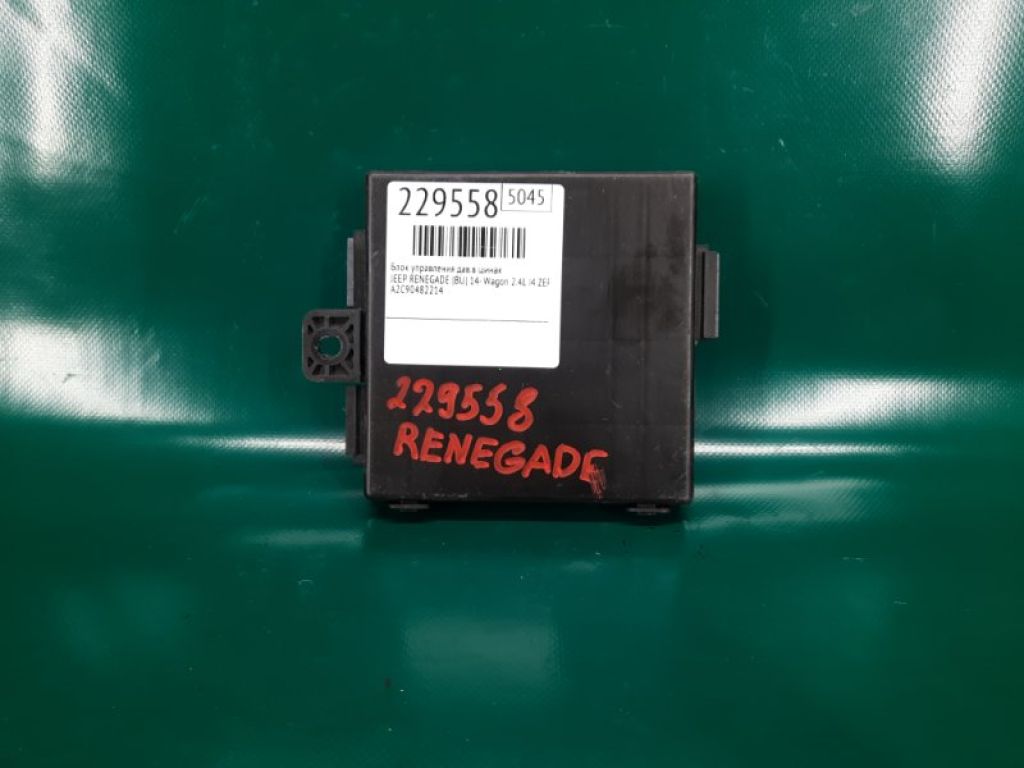 229558 5045
Блок управления дав.в шинах
JEEP RENEGADE (BU) 14- Wagon 2.4L I4 ZEF
A2C90482214
229558
RENEGADE